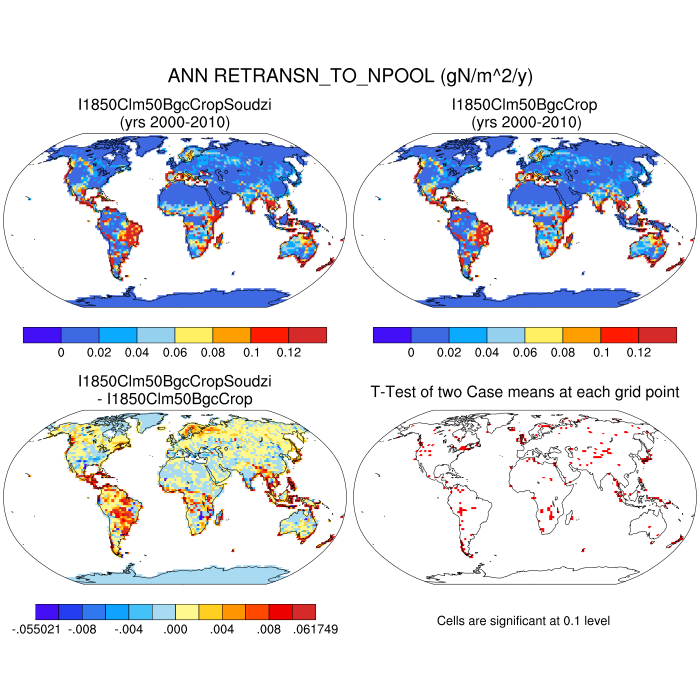 ANN RETRANSN_TO_NPOOL (gN/m^2/y)
I1850Clm50BgcCropSoudzi
(yrs 2000-2010)
I1850Clm50BgcCrop
(yrs 2000-2010)
0 0.02 0.04 0.06 0.08 0.1 0.12
0 0.02 0.04 0.06 0.08 0.1 0.12
I1850Clm50BgcCropSoudzi
- I1850Clm50BgcCrop
T-Test of two Case means at each grid point
-.055021 -.008 -.004 .000 .004 .008 .061749
Cells are significant at 0.1 level